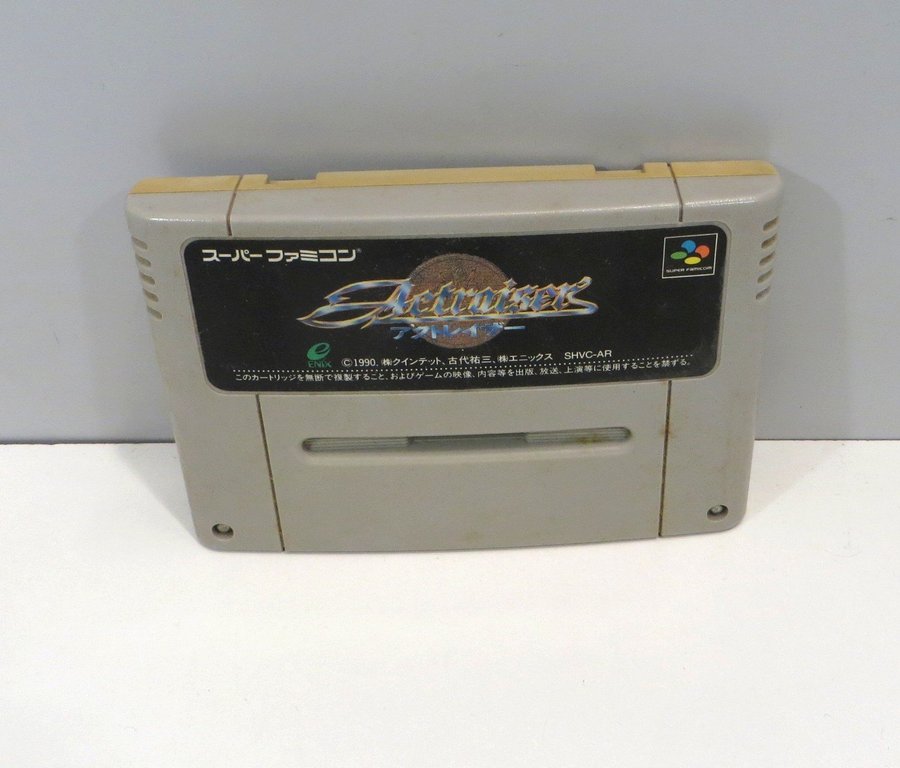 スーパーファミコン®
SUPER FAMICOM
Actraiser
アクトレイザー
ENIX
©1990. ㈱クインテット、古代祐三、㈱エニックス SHVC-AR
このカートリッジを無断で複製すること、およびゲームの映像、内容等を出版、放送、上演等に使用することを禁ずる。